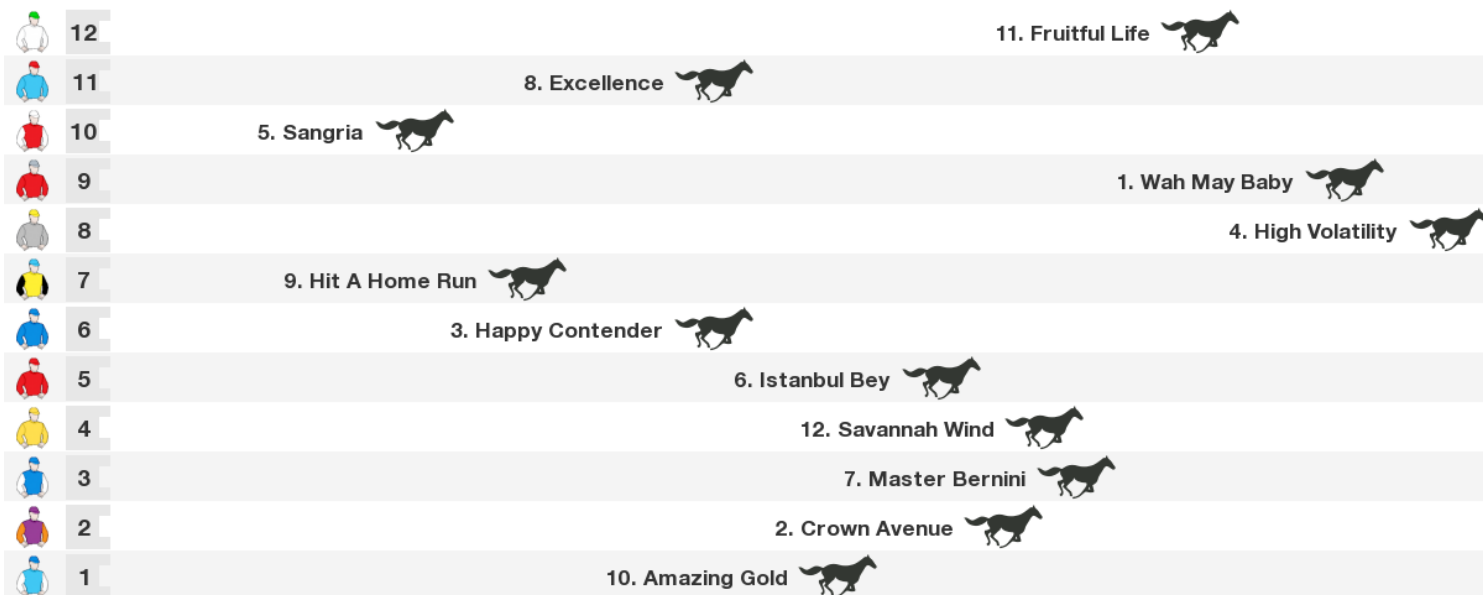 12 11. Fruitful Life
11 8. Excellence
10 5. Sangria
9 1. Wah May Baby
8 4. High Volatility
7 9. Hit A Home Run
6 3. Happy Contender
5 6. Istanbul Bey
4 12. Savannah Wind
3 7. Master Bernini
2 2. Crown Avenue
1 10. Amazing Gold